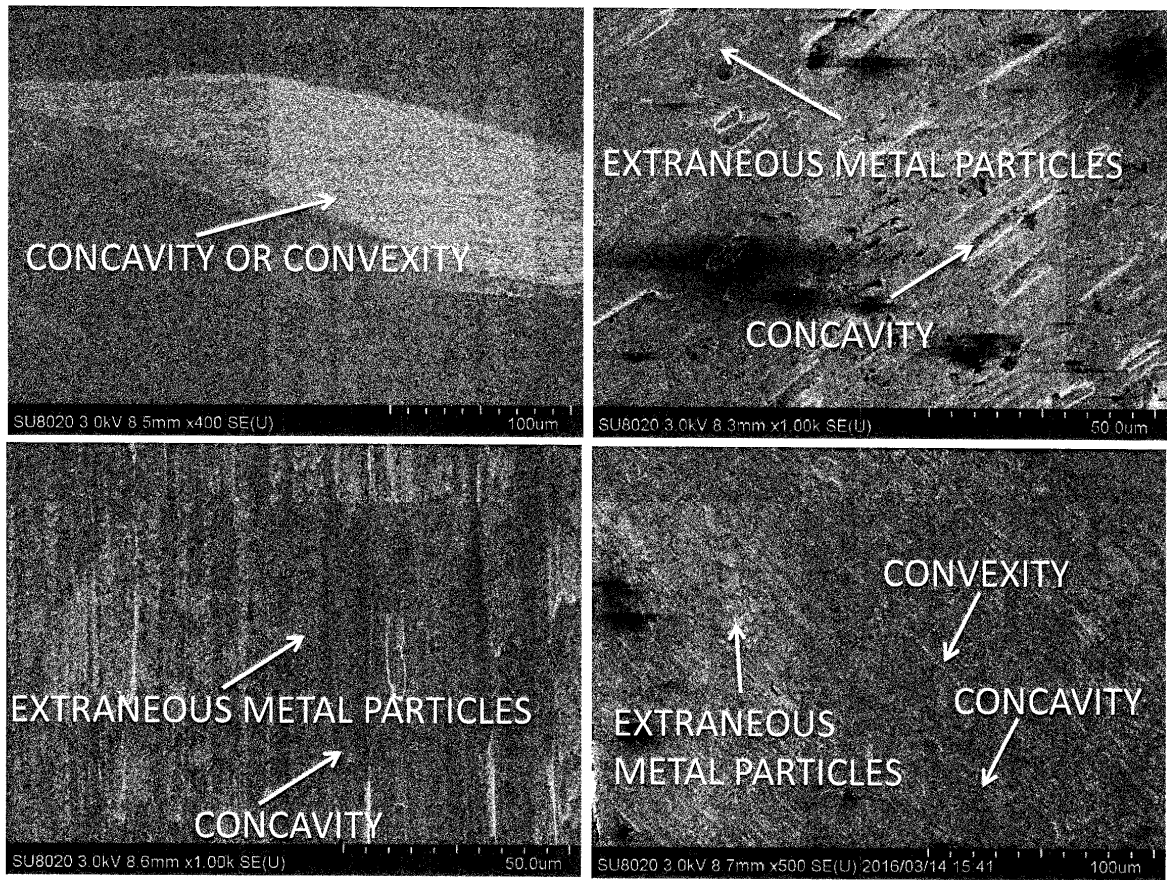 CONCAVITY OR CONVEXITY
SU8020 3.0kV 8.5mm x400 SE(U)
100um
EXTRANEOUS METAL PARTICLES
CONCAVITY
SU8020 3.0kV 8.3mm x1.00k SE(U)
50.0um
EXTRANEOUS METAL PARTICLES
CONCAVITY
SU8020 3.0kV 8.6mm x1.00k SE(U)
50.0um
CONVEXITY
CONCAVITY
EXTRANEOUS
METAL PARTICLES
SU8020 3.0kV 8.7mm x500 SE(U) 2016/03/14 15:41
100um